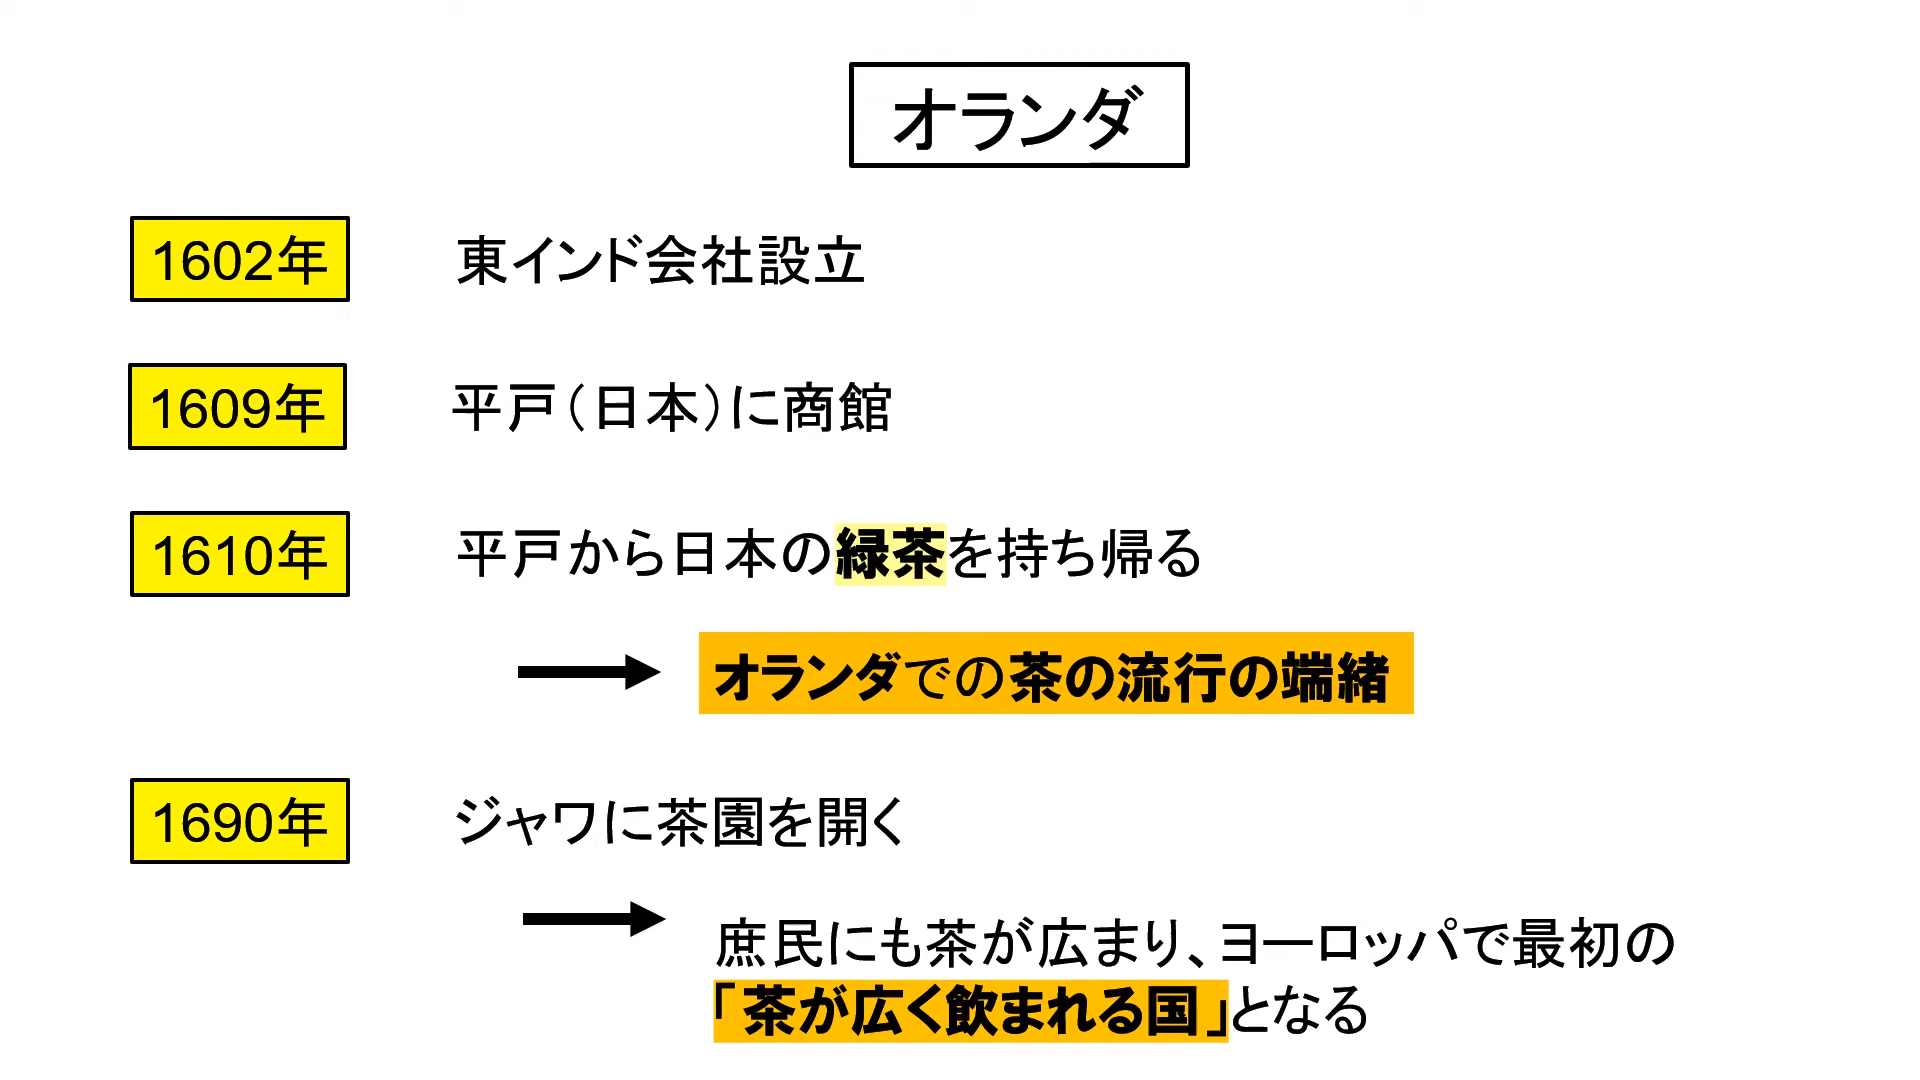 オランダ
1602年 東インド会社設立
1609年 平戸（日本）に商館
1610年 平戸から日本の緑茶を持ち帰る
オランダでの茶の流行の端緒
1690年 ジャワに茶園を開く
庶民にも茶が広まり、ヨーロッパで最初の
「茶が広く飲まれる国」となる